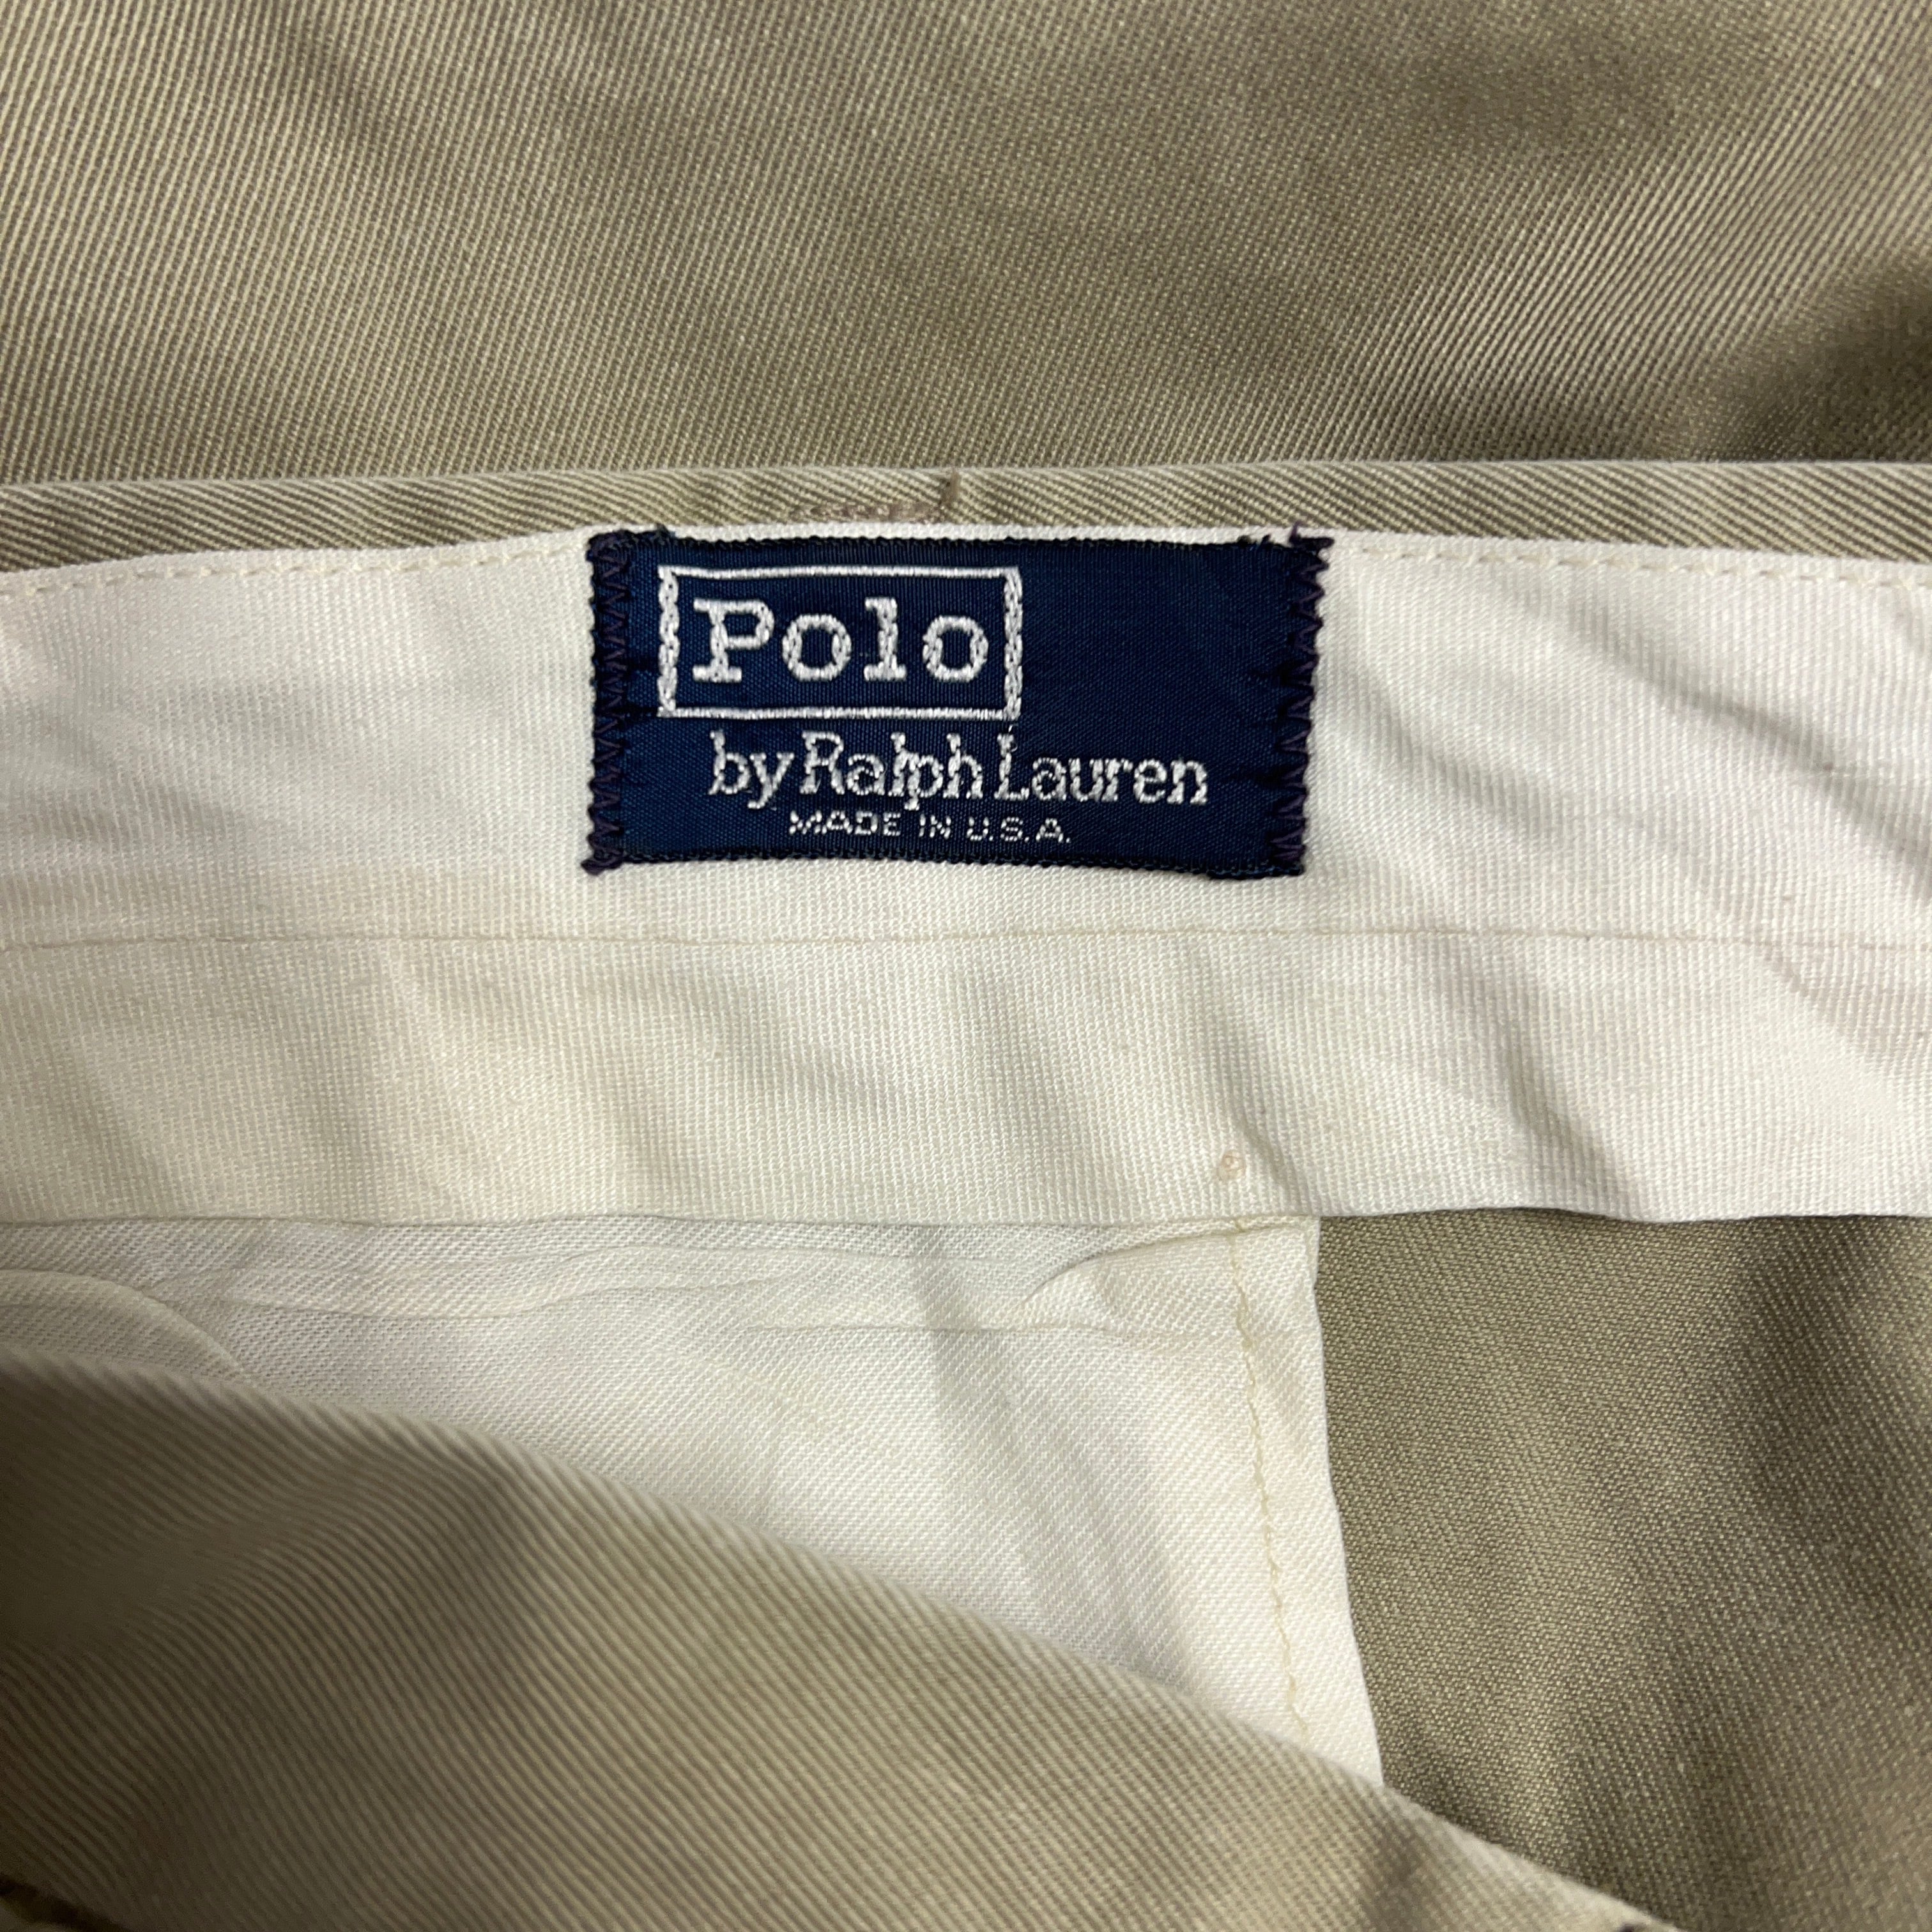 Polo
by Ralph Lauren
MADE IN U.S.A.